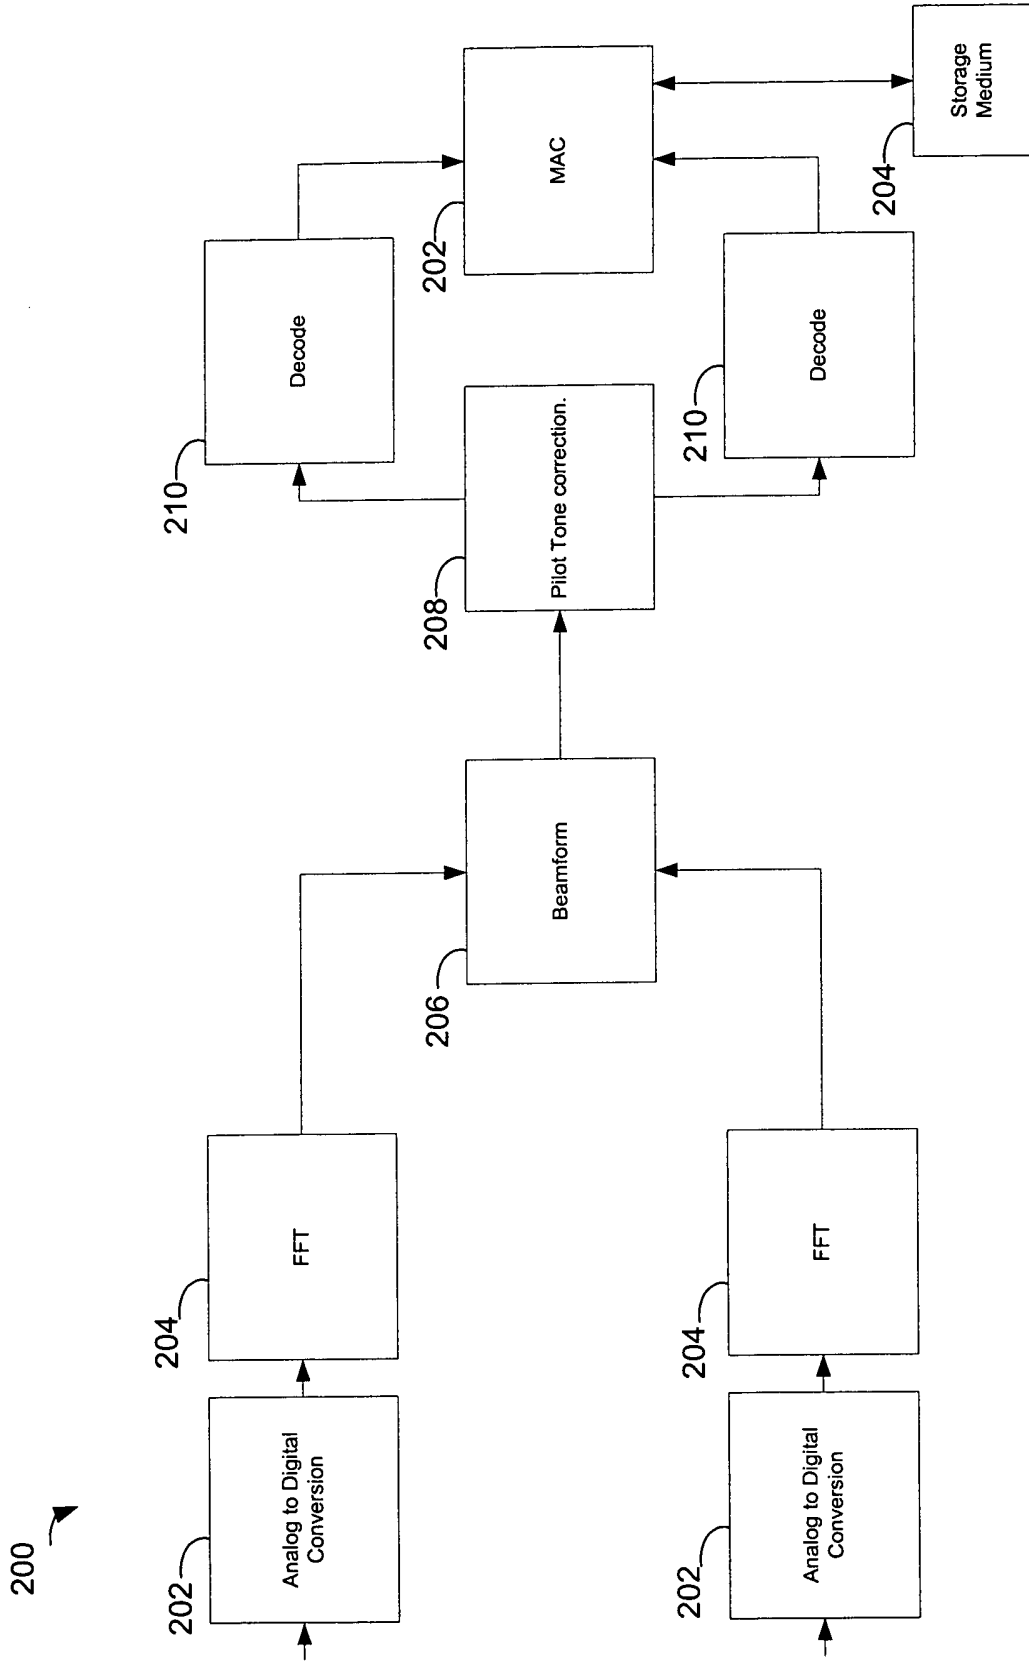 200
202
Analog to Digital
Conversion
204
FFT
202
Analog to Digital
Conversion
204
FFT
206
Beamform
208
Pilot Tone correction.
210
Decode
210
Decode
202
MAC
204
Storage
Medium